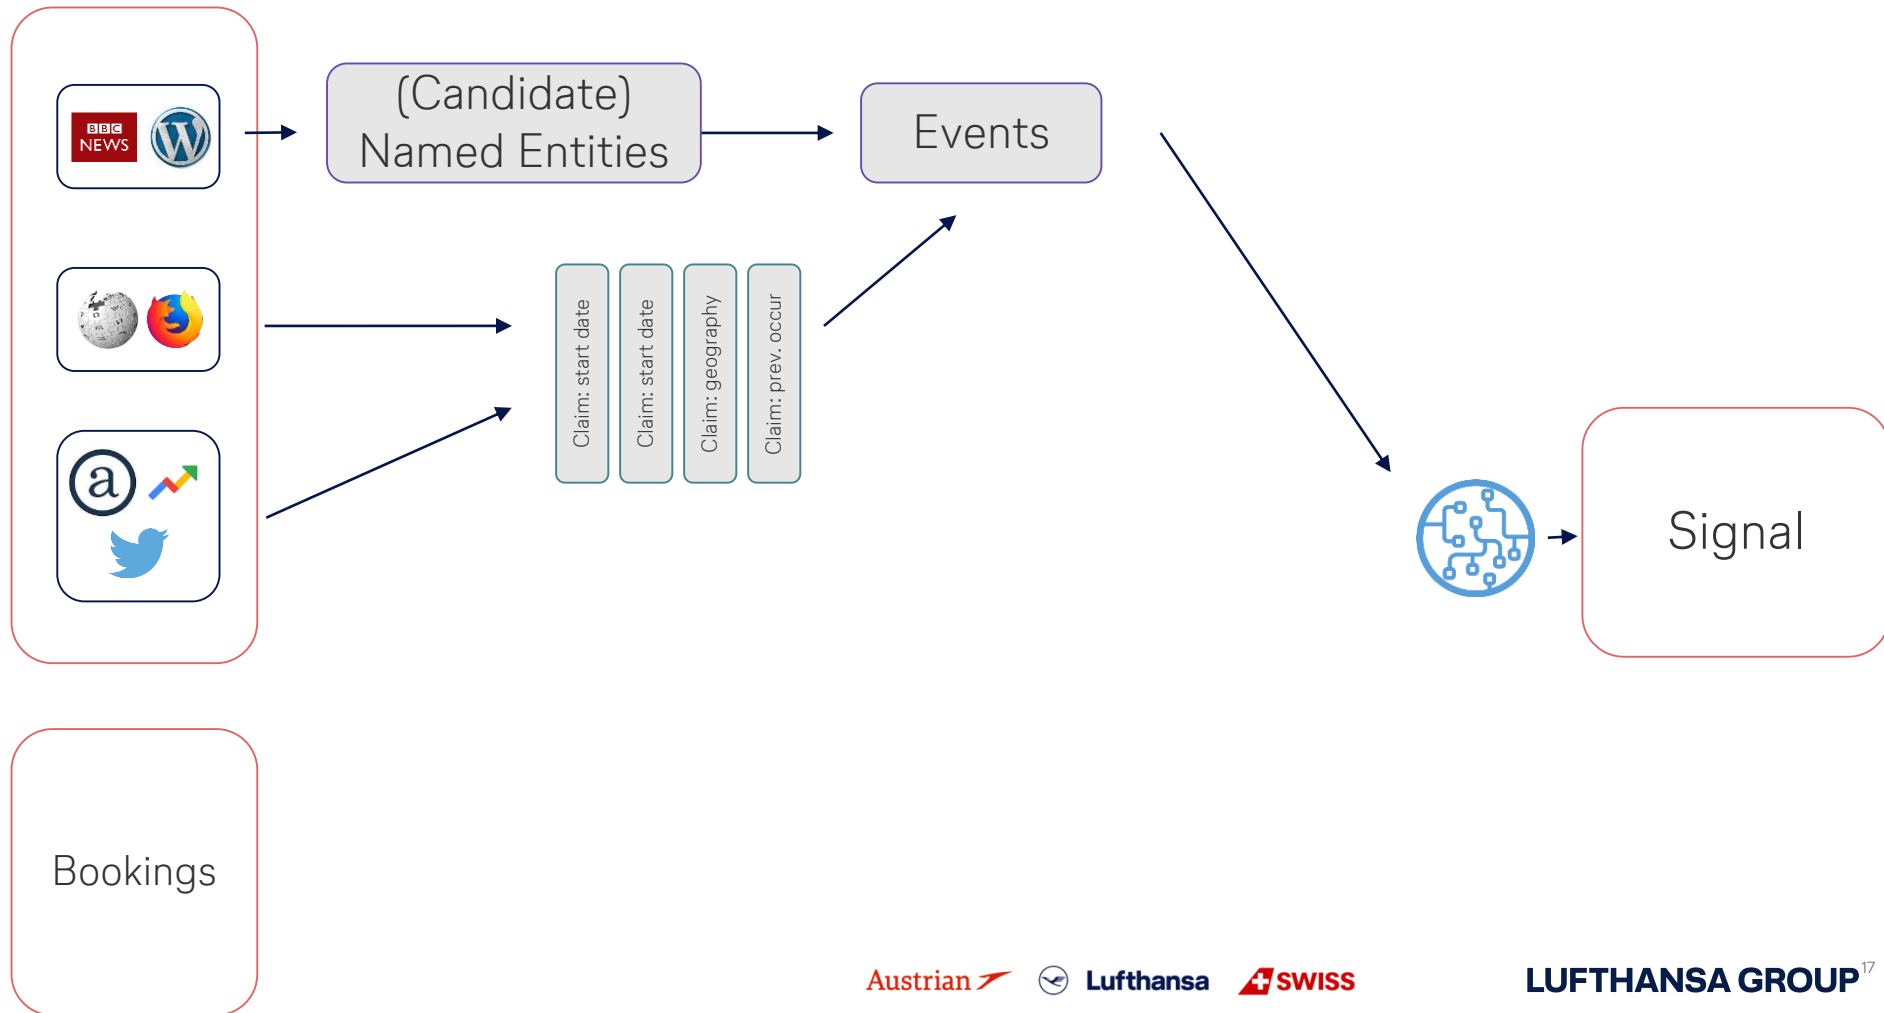 BBC
NEWS
W
(Candidate)
Named Entities
Events
Claim: start date
Claim: start date
Claim: geography
Claim: prev. occur
a
Signal
Bookings
Austrian
Lufthansa
SWISS
LUFTHANSA GROUP
17